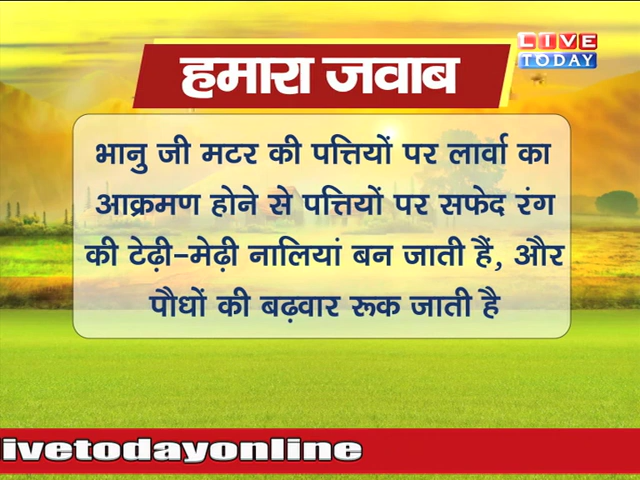 LIVE
TODAY
हमारा जवाब
भानु जी मटर की पत्तियों पर लार्वा का
आक्रमण होने से पत्तियों पर सफेद रंग
की टेढ़ी-मेढ़ी नालियां बन जाती हैं, और
पौधों की बढ़वार रूक जाती है
ivetodayonline